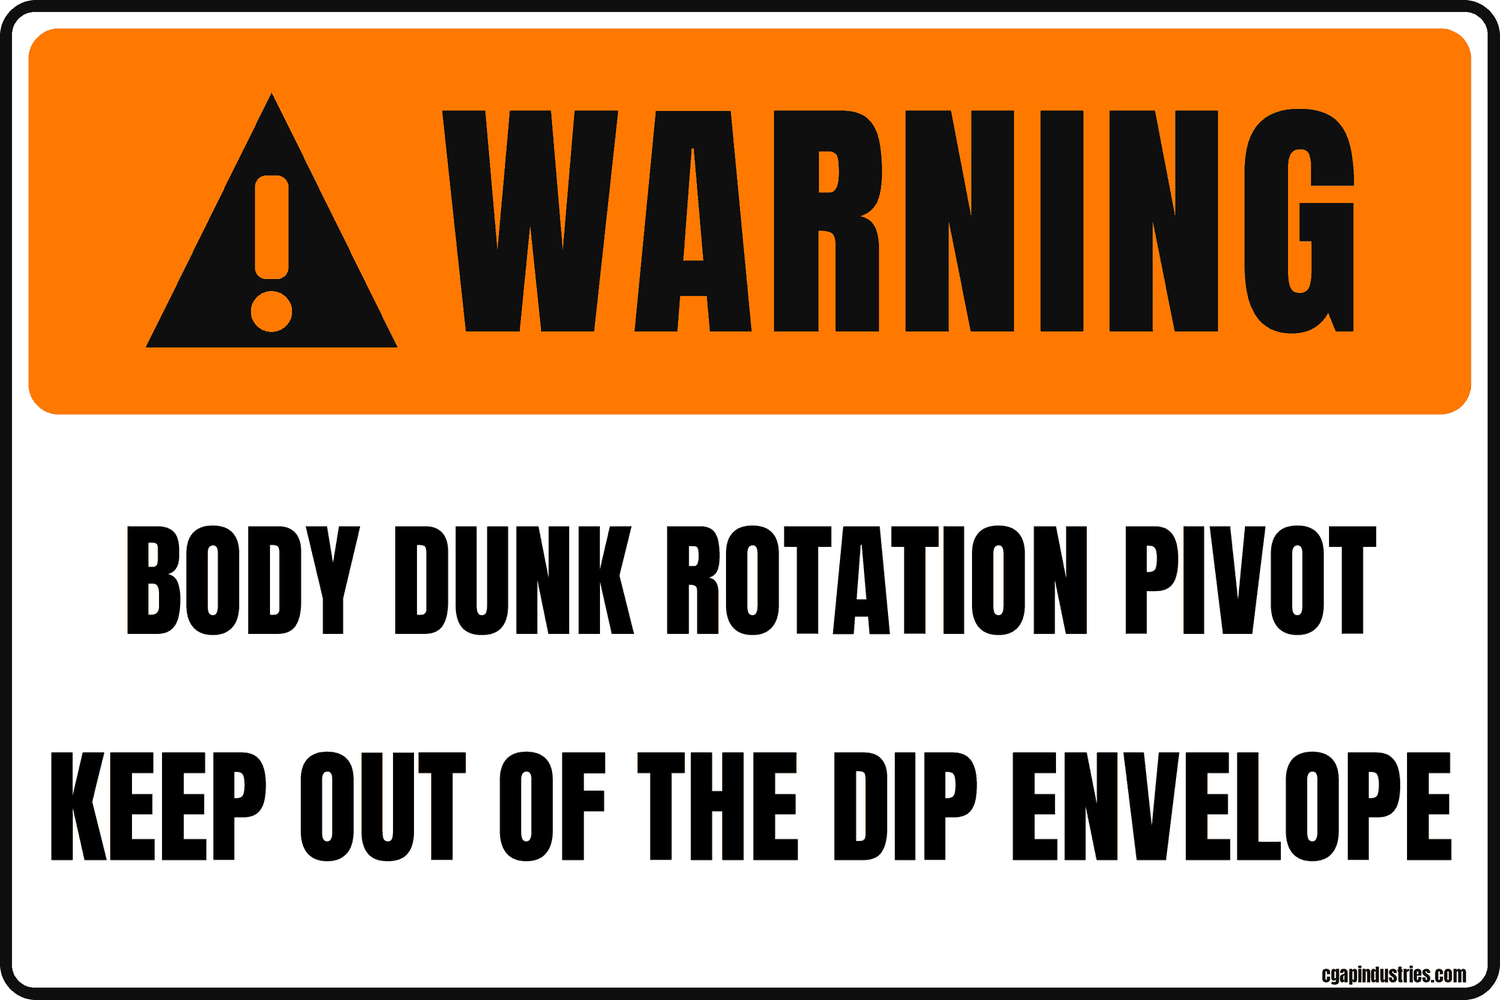 WARNING
BODY DUNK ROTATION PIVOT
KEEP OUT OF THE DIP ENVELOPE
cgapindustries.com